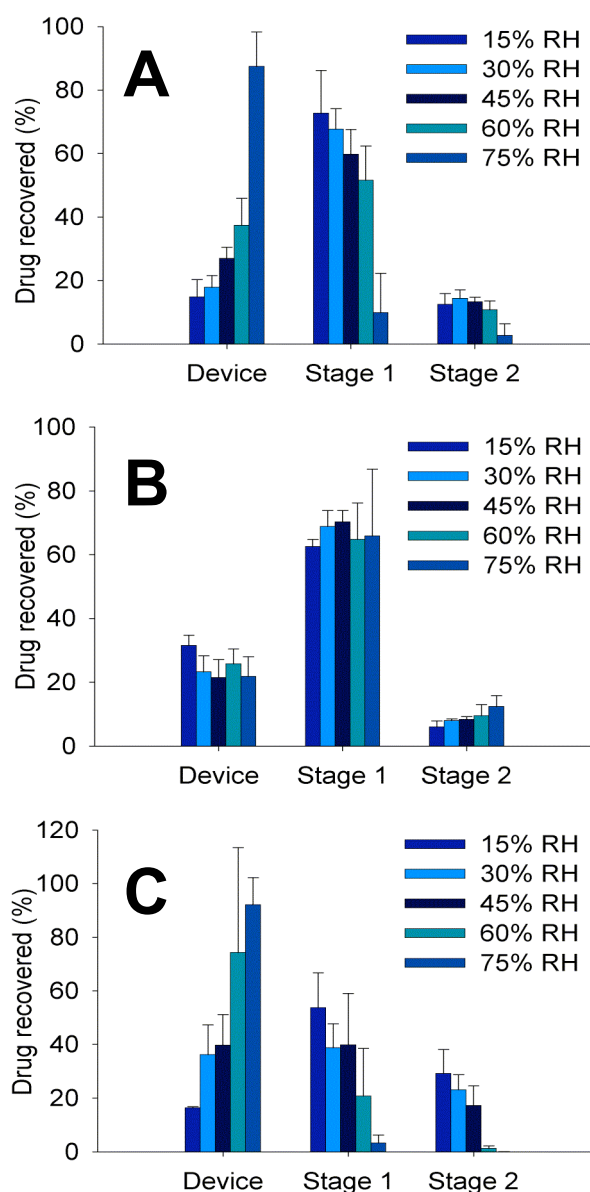 100
80
60
40
20
0
Drug recovered (%)
A
15% RH
30% RH
45% RH
60% RH
75% RH
Device Stage 1 Stage 2
100
80
60
40
20
0
Drug recovered (%)
B
15% RH
30% RH
45% RH
60% RH
75% RH
Device Stage 1 Stage 2
120
100
80
60
40
20
0
Drug recovered (%)
C
15% RH
30% RH
45% RH
60% RH
75% RH
Device Stage 1 Stage 2